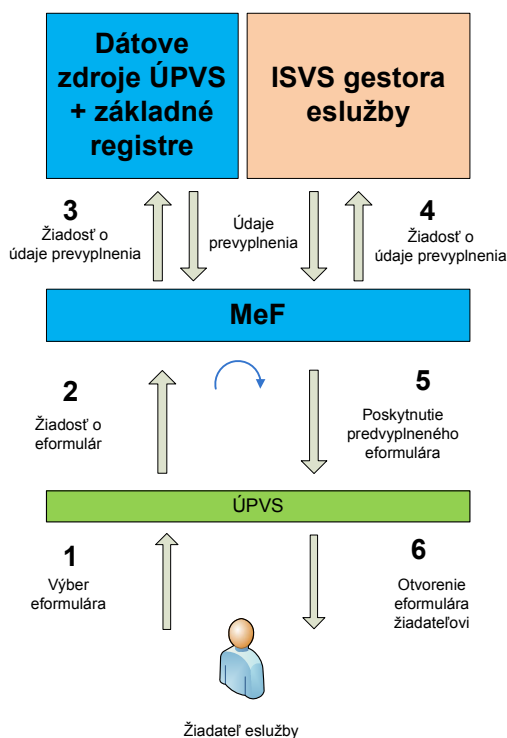 Dátove
zdroje ÚPVS
+ základné
registre
ISVS gestora
eslužby
3
Žiadosť o
údaje prevyplnenia
Údaje
prevyplnenia
4
Žiadosť o
údaje prevyplnenia
MeF
2
Žiadosť o
eformulár
5
Poskytnutie
predvyplneného
eformulára
ÚPVS
1
Výber
eformulára
6
Otvorenie
eformulára
žiadateľovi
Žiadateľ eslužby